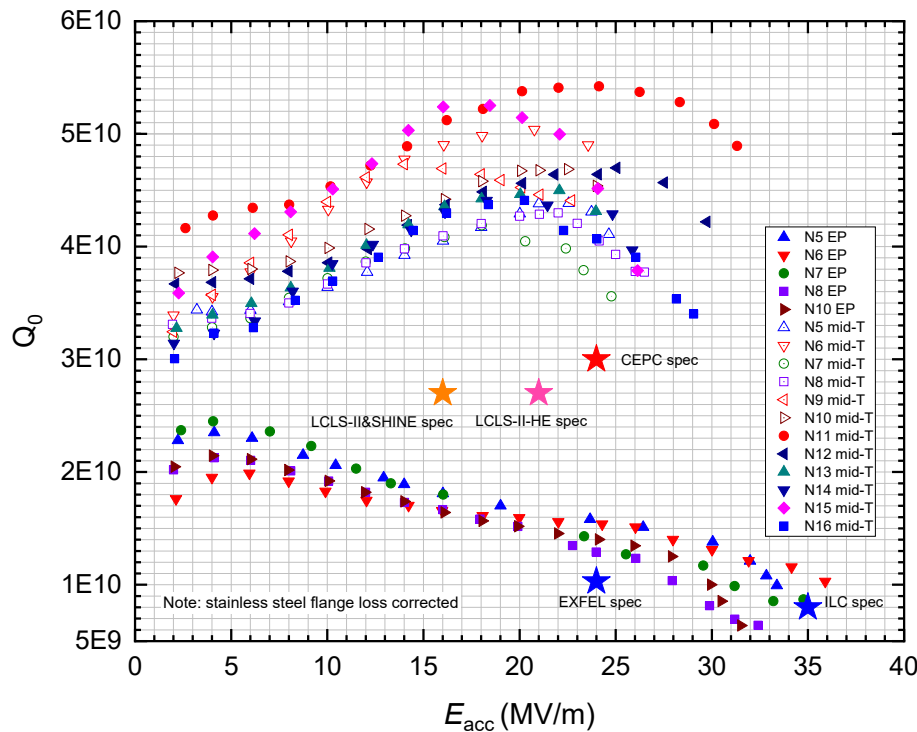 6E10
5E10
4E10
3E10
2E10
1E10
5E9
Q0
N5 EP
N6 EP
N7 EP
N8 EP
N10 EP
N5 mid-T
N6 mid-T
N7 mid-T
N8 mid-T
N9 mid-T
N10 mid-T
N11 mid-T
N12 mid-T
N13 mid-T
N14 mid-T
N15 mid-T
N16 mid-T
CEPC spec
LCLS-II&SHINE spec
LCLS-II-HE spec
Note: stainless steel flange loss corrected
EXFEL spec
ILC spec
0 5 10 15 20 25 30 35 40
Eacc (MV/m)